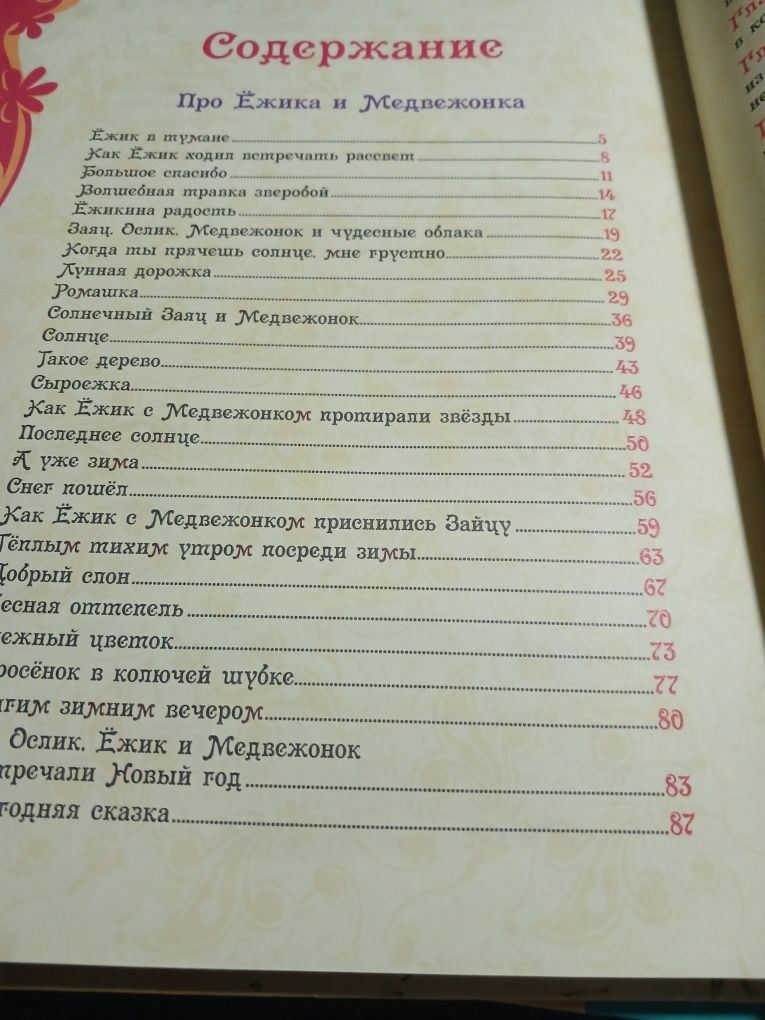 Содержание
Про Ёжика и Медвежонка
Ёжик в тумане 5
Как Ёжик ходил встречать рассвет 8
Большое спасибо 11
Волшебная травка зверобой 14
Ёжикина радость 17
Заяц, Ослик, Медвежонок и чудесные облака 19
Когда ты прячешь солнце, мне грустно 22
Лунная дорожка 25
Ромашка 29
Солнечный Заяц и Медвежонок 36
Солнце 39
Такое дерево 43
Сыроежка 46
Как Ёжик с Медвежонком протирали звёзды 48
Последнее солнце 50
А уже зима 52
Снег пошёл 56
Как Ёжик с Медвежонком приснились Зайцу 59
Тёплым тихим утром посреди зимы 63
Добрый слон 67
есная оттепель 70
ежный цветок 73
росёнок в колючей шубке 77
гим зимним вечером 80
Ослик, Ёжик и Медвежонок
тречали Новый год 83
годняя сказка 87